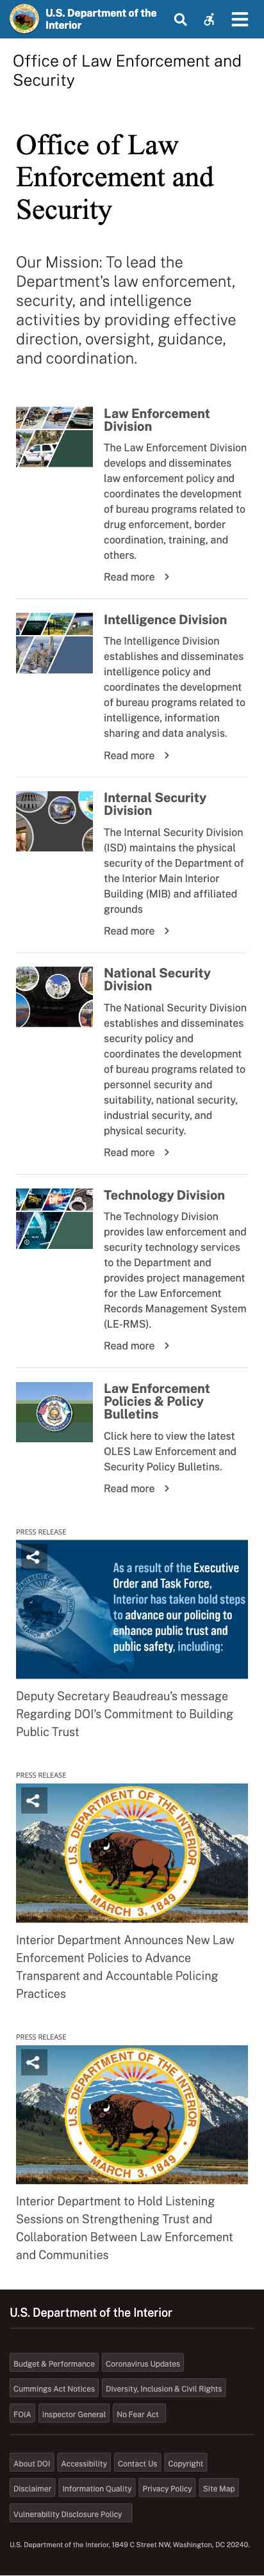 U.S. Department of the
Interior
Office of Law Enforcement and
Security
Office of Law
Enforcement and
Security
Our Mission: To lead the
Department's law enforcement,
security, and intelligence
activities by providing effective
direction, oversight, guidance,
and coordination.
Law Enforcement
Division
The Law Enforcement Division
develops and disseminates
law enforcement policy and
coordinates the development
of bureau programs related to
drug enforcement, border
coordination, training, and
others.
Read more
Intelligence Division
The Intelligence Division
establishes and disseminates
intelligence policy and
coordinates the development
of bureau programs related to
intelligence, information
sharing and data analysis.
Read more
Internal Security
Division
The Internal Security Division
(ISD) maintains the physical
security of the Department of
the Interior Main Interior
Building (MIB) and affiliated
grounds
Read more
National Security
Division
The National Security Division
establishes and disseminates
security policy and
coordinates the development
of bureau programs related to
personnel security and
suitability, national security,
industrial security, and
physical security.
Read more
Technology Division
The Technology Division
provides law enforcement and
security technology services
to the Department and
provides project management
for the Law Enforcement
Records Management System
(LE-RMS).
Read more
Law Enforcement
Policies & Policy
Bulletins
Click here to view the latest
OLES Law Enforcement and
Security Policy Bulletins.
Read more
PRESS RELEASE
As a result of the Executive
Order and Task Force,
Interior has taken bold steps
to advance our policing to
enhance public trust and
public safety, including:
Deputy Secretary Beaudreau's message
Regarding DOI's Commitment to Building
Public Trust
PRESS RELEASE
U.S. DEPARTMENT OF THE INTERIOR
MARCH 3, 1849
Interior Department Announces New Law
Enforcement Policies to Advance
Transparent and Accountable Policing
Practices
PRESS RELEASE
U.S. DEPARTMENT OF THE INTERIOR
MARCH 3, 1849
Interior Department to Hold Listening
Sessions on Strengthening Trust and
Collaboration Between Law Enforcement
and Communities
U.S. Department of the Interior
Budget & Performance Coronavirus Updates
Cummings Act Notices Diversity, Inclusion & Civil Rights
FOIA Inspector General No Fear Act
About DOI Accessibility Contact Us Copyright
Disclaimer Information Quality Privacy Policy Site Map
Vulnerability Disclosure Policy
U.S. Department of the Interior, 1849 C Street NW, Washington, DC 20240.